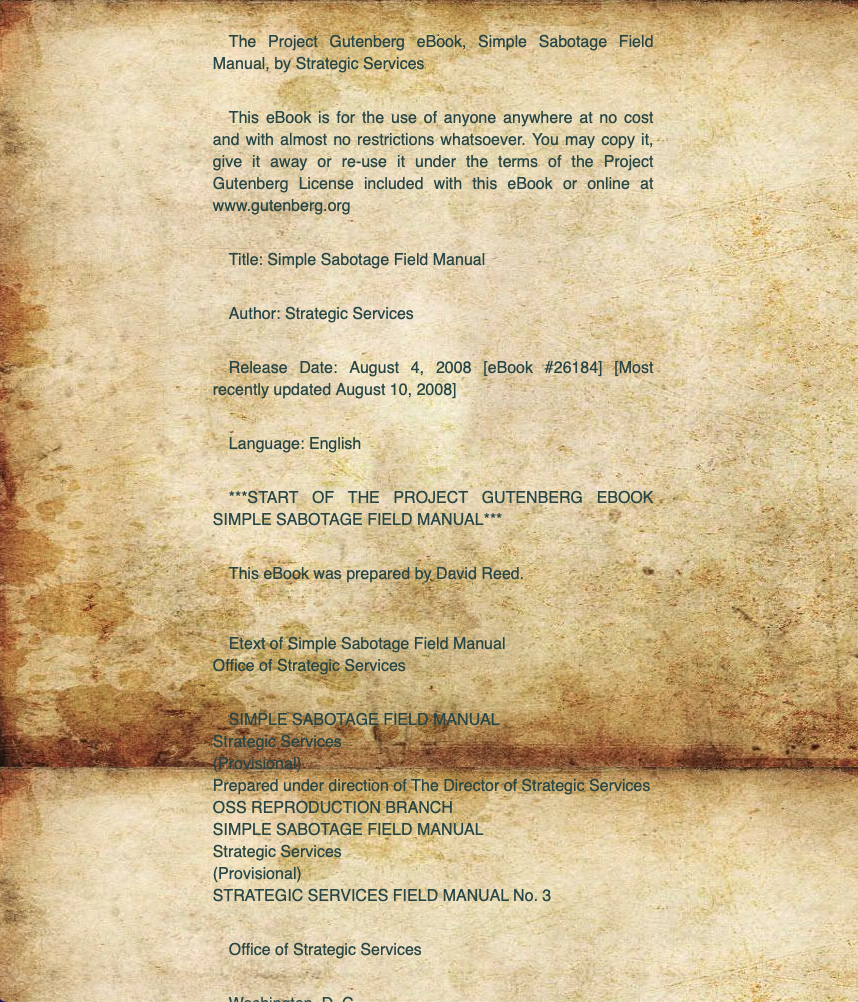 The Project Gutenberg eBook, Simple Sabotage Field
Manual, by Strategic Services
This eBook is for the use of anyone anywhere at no cost
and with almost no restrictions whatsoever. You may copy it,
give it away or re-use it under the terms of the Project
Gutenberg License included with this eBook or online at
www.gutenberg.org
Title: Simple Sabotage Field Manual
Author: Strategic Services
Release Date: August 4, 2008 [eBook #26184] [Most
recently updated August 10, 2008]
Language: English
***START OF THE PROJECT GUTENBERG EBOOK
SIMPLE SABOTAGE FIELD MANUAL***
This eBook was prepared by David Reed.
Etext of Simple Sabotage Field Manual
Office of Strategic Services
SIMPLE SABOTAGE FIELD MANUAL
Strategic Services
(Provisional)
Prepared under direction of The Director of Strategic Services
OSS REPRODUCTION BRANCH
SIMPLE SABOTAGE FIELD MANUAL
Strategic Services
(Provisional)
STRATEGIC SERVICES FIELD MANUAL No. 3
Office of Strategic Services
Washington, D. C.